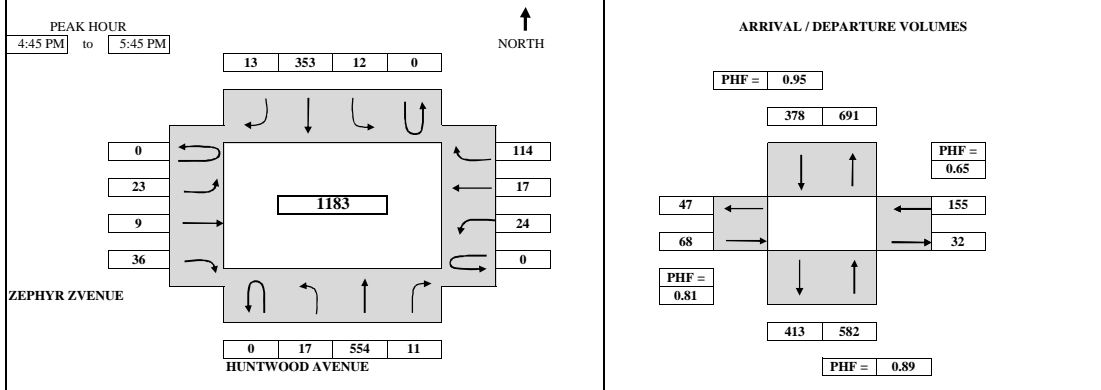 PEAK HOUR
4:45 PM to 5:45 PM
NORTH
13 353 12 0
0 114
23 17
1183
9 24
36 0
ZEPHYR ZVENUE
0 17 554 11
HUNTWOOD AVENUE
ARRIVAL / DEPARTURE VOLUMES
PHF = 0.95
378 691
PHF =
0.65
47 155
68 32
PHF =
0.81
413 582
PHF = 0.89